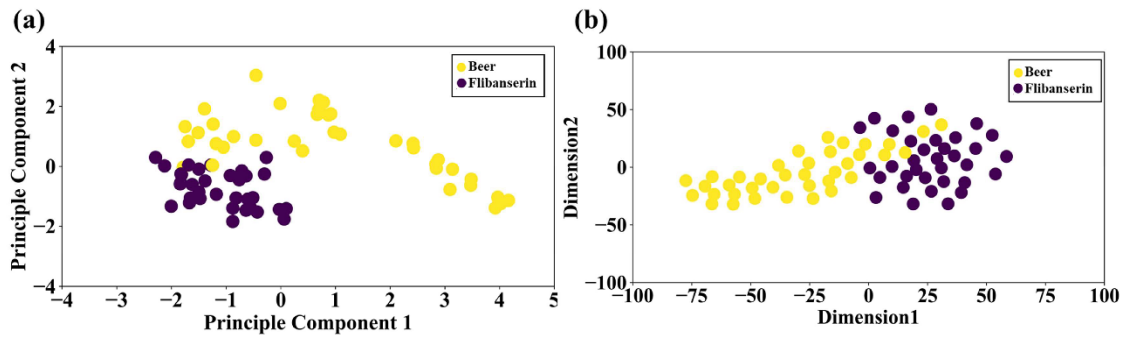 (a)
Principle Component 2
4
2
0
−2
−4
Beer
Flibanserin
−4 −3 −2 −1 0 1 2 3 4 5
Principle Component 1
(b)
Dimension2
100
50
0
−50
−100
Beer
Flibanserin
−100 −75 −50 −25 0 25 50 75 100
Dimension1